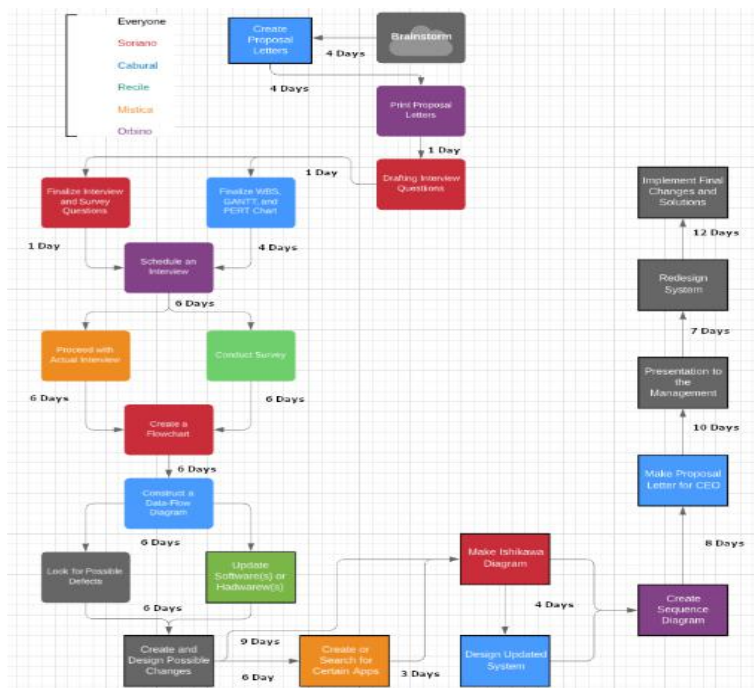 Everyone
Soriano
Cabural
Recile
Mistica
Orbino
Create
Proposal
Letters
4 Days
Brainstorm
4 Days
Print Proposal
Letters
1 Day
Drafting Interview
Questions
1 Day
Finalize Interview
and Survey
Questions
Finalize WBS,
GANTT, and
PERT Chart
1 Day
4 Days
Schedule an
Interview
6 Days
Proceed with
Actual Interview
Conduct Survey
6 Days
6 Days
Create a
Flowchart
6 Days
Construct a
Data-Flow
Diagram
6 Days
Look for Possible
Defects
Update
Software(s) or
Hadwarew(s)
6 Days
Create and
Design Possible
Changes
9 Days
6 Day
Create or
Search for
Certain Apps
3 Days
Make Ishikawa
Diagram
4 Days
Design Updated
System
Create
Sequence
Diagram
8 Days
Make Proposal
Letter for CEO
10 Days
Presentation to
the
Management
7 Days
Redesign
System
12 Days
Implement Final
Changes and
Solutions